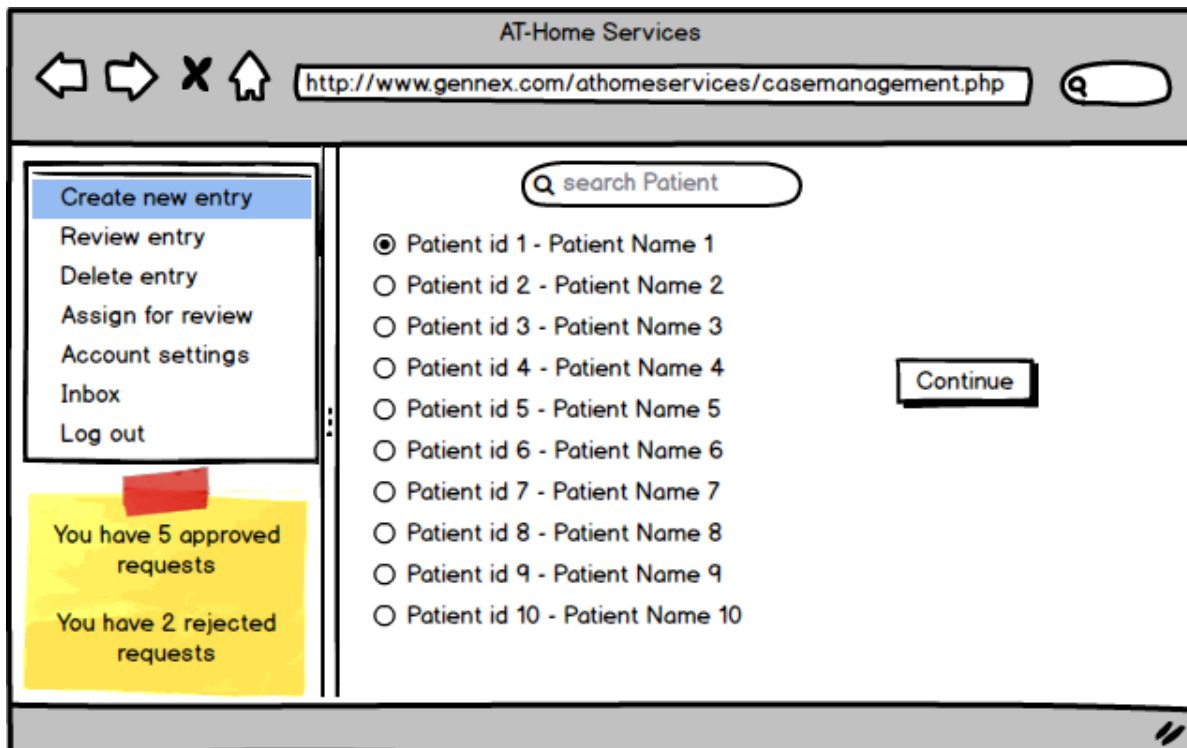 AT-Home Services
http://www.gennex.com/athomeservices/casemanagement.php
Create new entry
Review entry
Delete entry
Assign for review
Account settings
Inbox
Log out
You have 5 approved
requests
You have 2 rejected
requests
search Patient
Patient id 1 - Patient Name 1
Patient id 2 - Patient Name 2
Patient id 3 - Patient Name 3
Patient id 4 - Patient Name 4
Patient id 5 - Patient Name 5
Patient id 6 - Patient Name 6
Patient id 7 - Patient Name 7
Patient id 8 - Patient Name 8
Patient id 9 - Patient Name 9
Patient id 10 - Patient Name 10
Continue